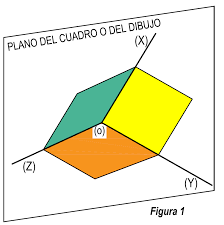 PLANO DEL CUADRO O DEL DIBUJO
(X)
(O)
(Z)
(Y)
Figura 1